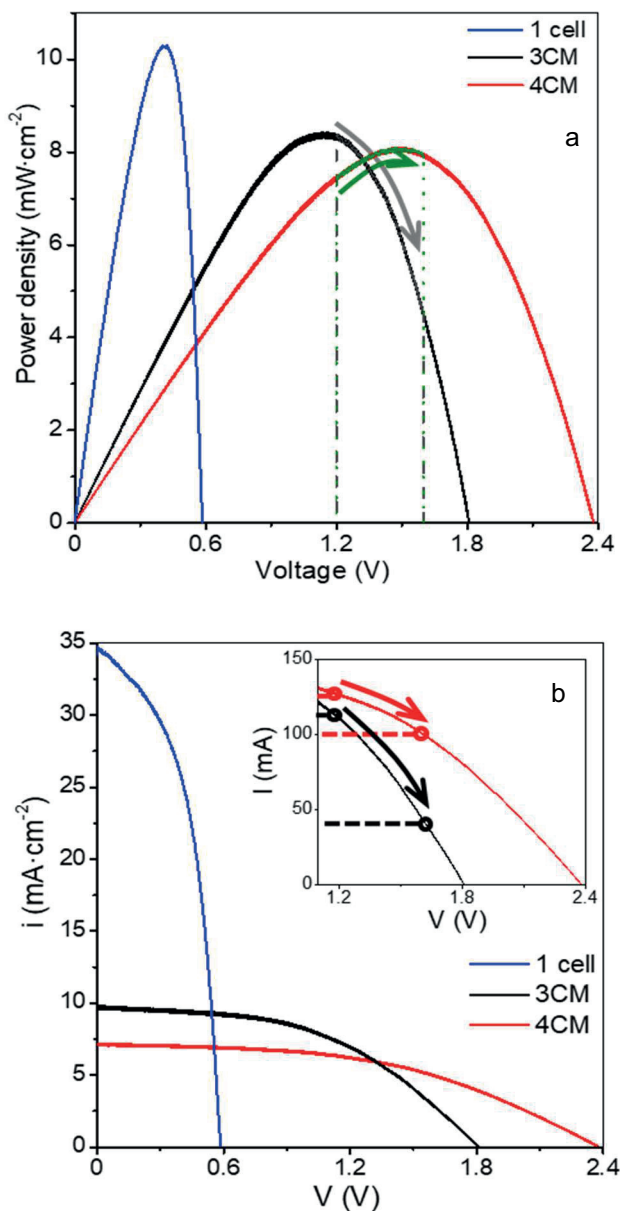 1 cell
3CM
4CM
a
10
8
6
4
2
0
Power density (mW·cm-2)
0 0.6 1.2 1.8 2.4
Voltage (V)
35
30
25
20
15
10
5
0
i (mA·cm-2)
b
150
100
50
0
I (mA)
1.2 1.8 2.4
V (V)
1 cell
3CM
4CM
0 0.6 1.2 1.8 2.4
V (V)